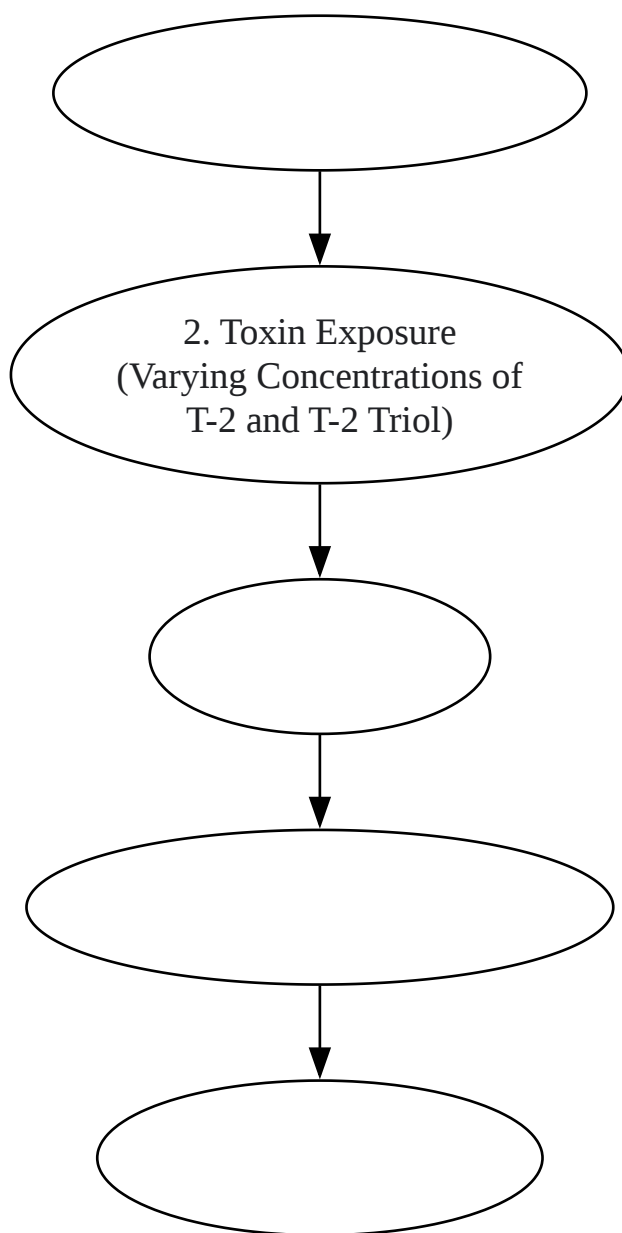 2. Toxin Exposure
(Varying Concentrations of
T-2 and T-2 Triol)